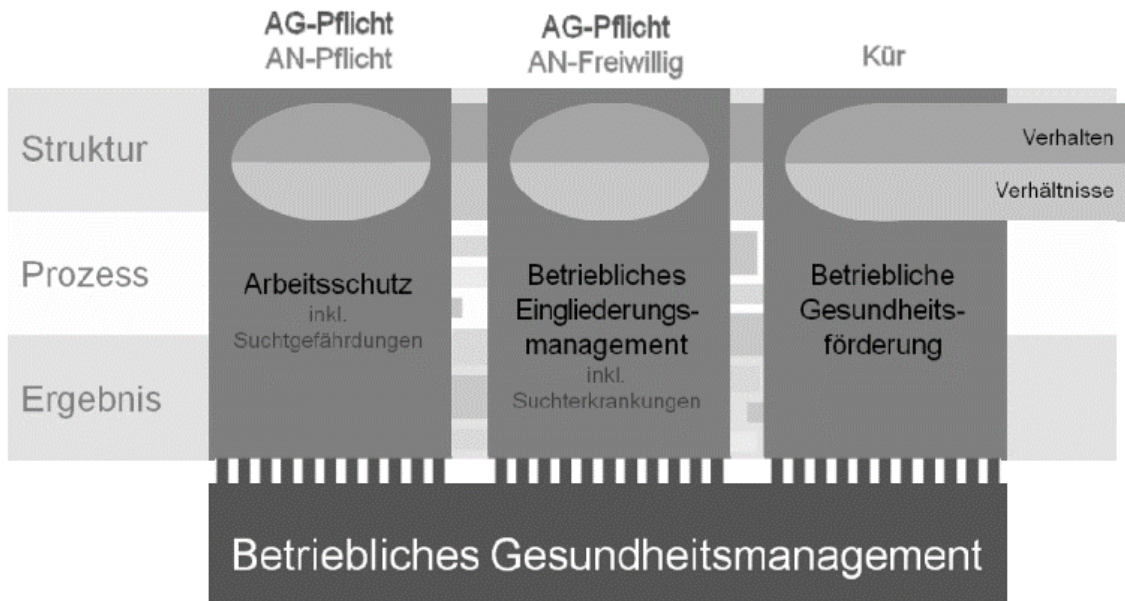 AG-Pflicht
AN-Pflicht
AG-Pflicht
AN-Freiwillig
Kür
Struktur
Verhalten
Verhältnisse
Prozess
Arbeitsschutz
inkl.
Suchtgefährdungen
Betriebliches
Eingliederungs-
management
inkl.
Suchterkrankungen
Betriebliche
Gesundheits-
förderung
Ergebnis
Betriebliches Gesundheitsmanagement